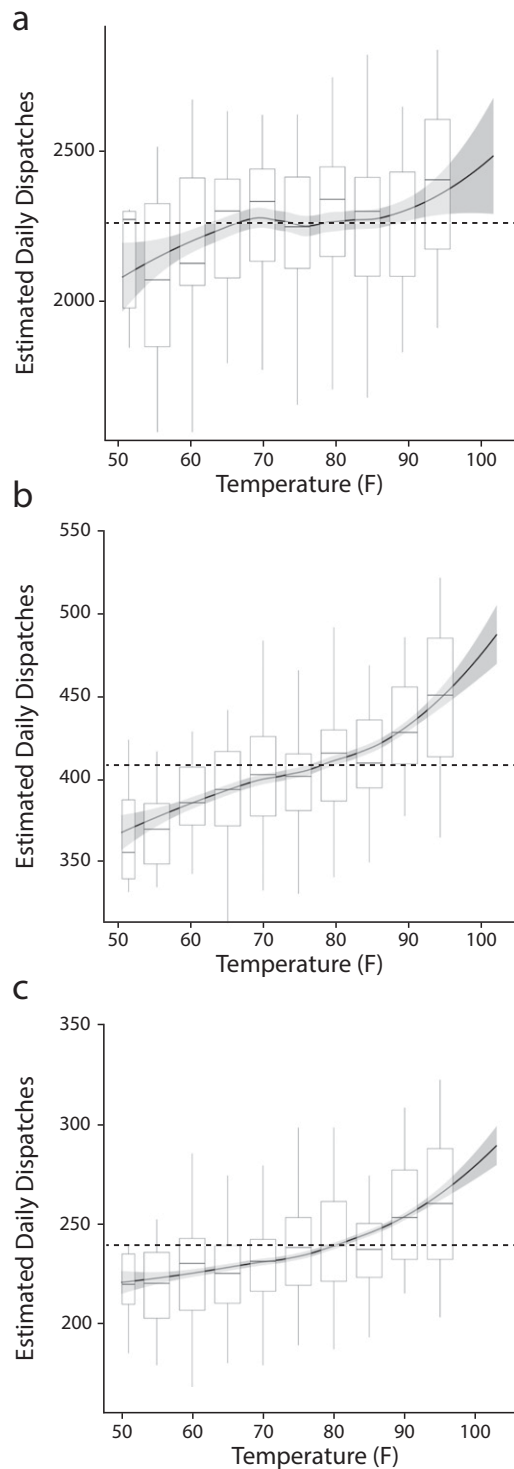 a
Estimated Daily Dispatches
2500
2000
50 60 70 80 90 100
Temperature (F)
b
Estimated Daily Dispatches
550
500
450
400
350
50 60 70 80 90 100
Temperature (F)
c
Estimated Daily Dispatches
350
300
250
200
50 60 70 80 90 100
Temperature (F)